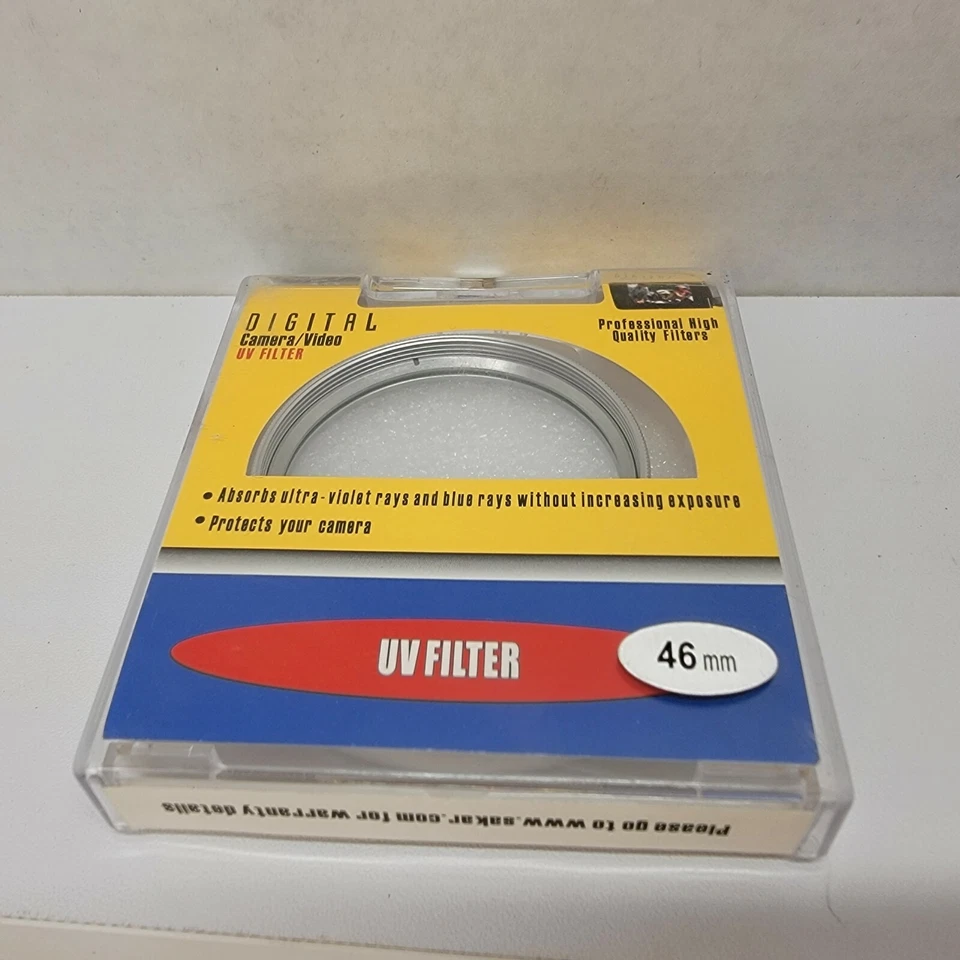 DIGITAL
Camera/Video
UV FILTER
Professional High
Quality Filters
• Absorbs ultra-violet rays and blue rays without increasing exposure
• Protects your camera
UV FILTER
46 mm
Please go to www.sakar.com for warranty details